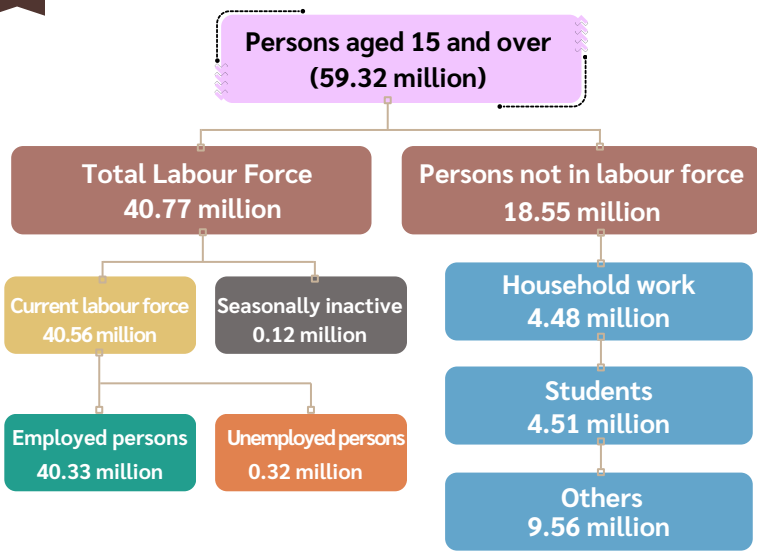 Persons aged 15 and over
(59.32 million)
Total Labour Force
40.77 million
Persons not in labour force
18.55 million
Current labour force
40.56 million
Seasonally inactive
0.12 million
Household work
4.48 million
Students
4.51 million
Employed persons
40.33 million
Unemployed persons
0.32 million
Others
9.56 million